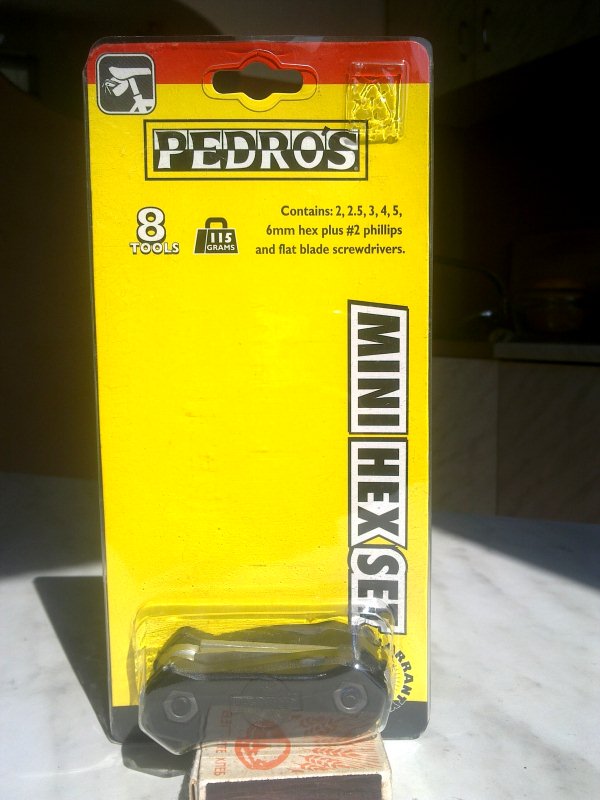 PEDRO'S
8
TOOLS
115
GRAMS
Contains: 2, 2.5, 3, 4, 5,
6mm hex plus #2 phillips
and flat blade screwdrivers.
MINI HEX SET